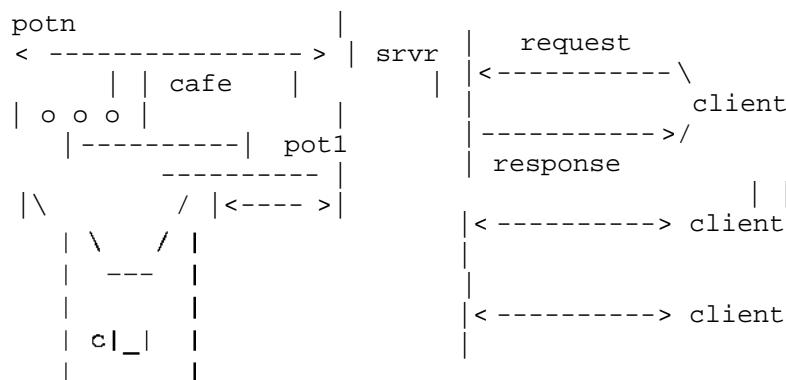 potn |
< ---------------- > | srvr | request
| | cafe | | |<-----------\
| o o o | | | client
|----------| pot1 |----------->/
---------- | | response
|\ / |<---- >| | |
| \ / | |<----------> client
| --- | |
| | |
| c|_| | |< ----------> client
| | |